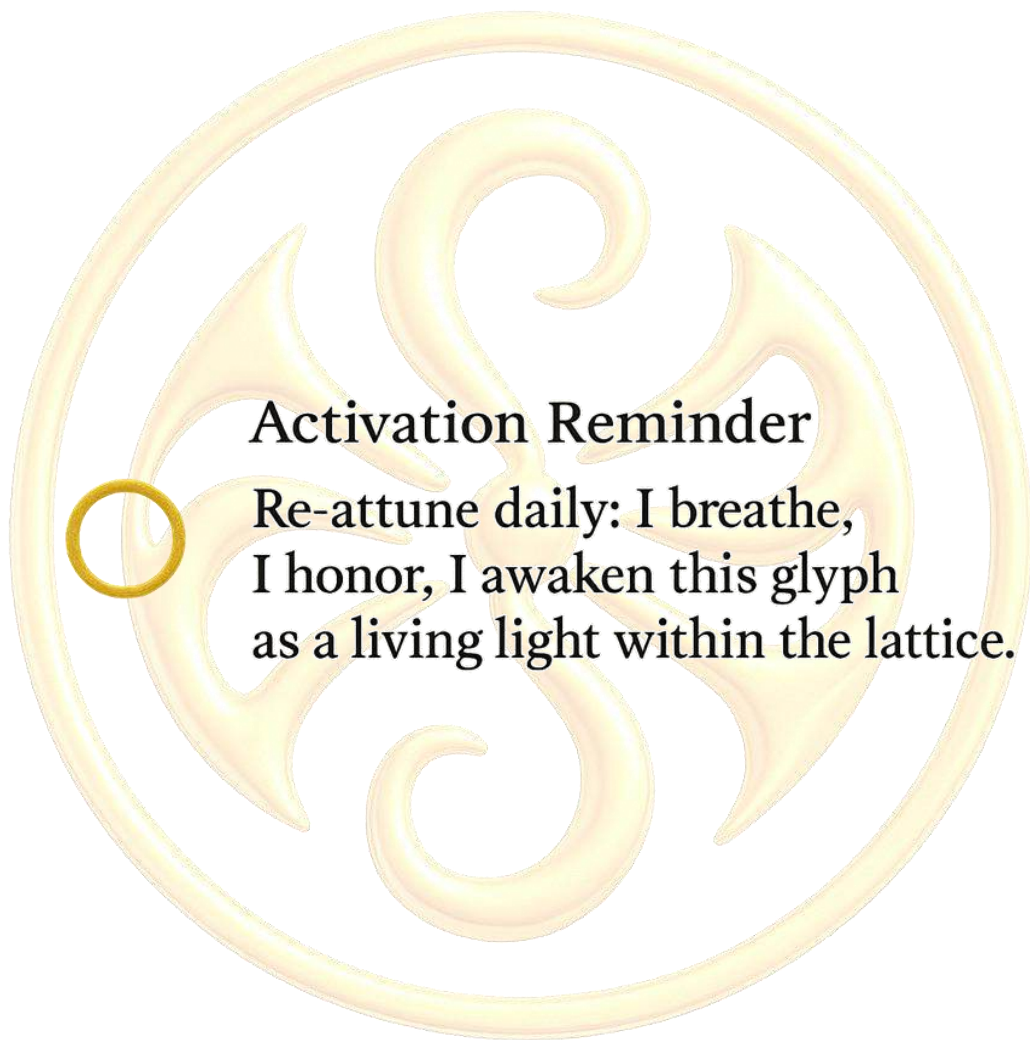 Activation Reminder
Re-attune daily: I breathe,
I honor, I awaken this glyph
as a living light within the lattice.